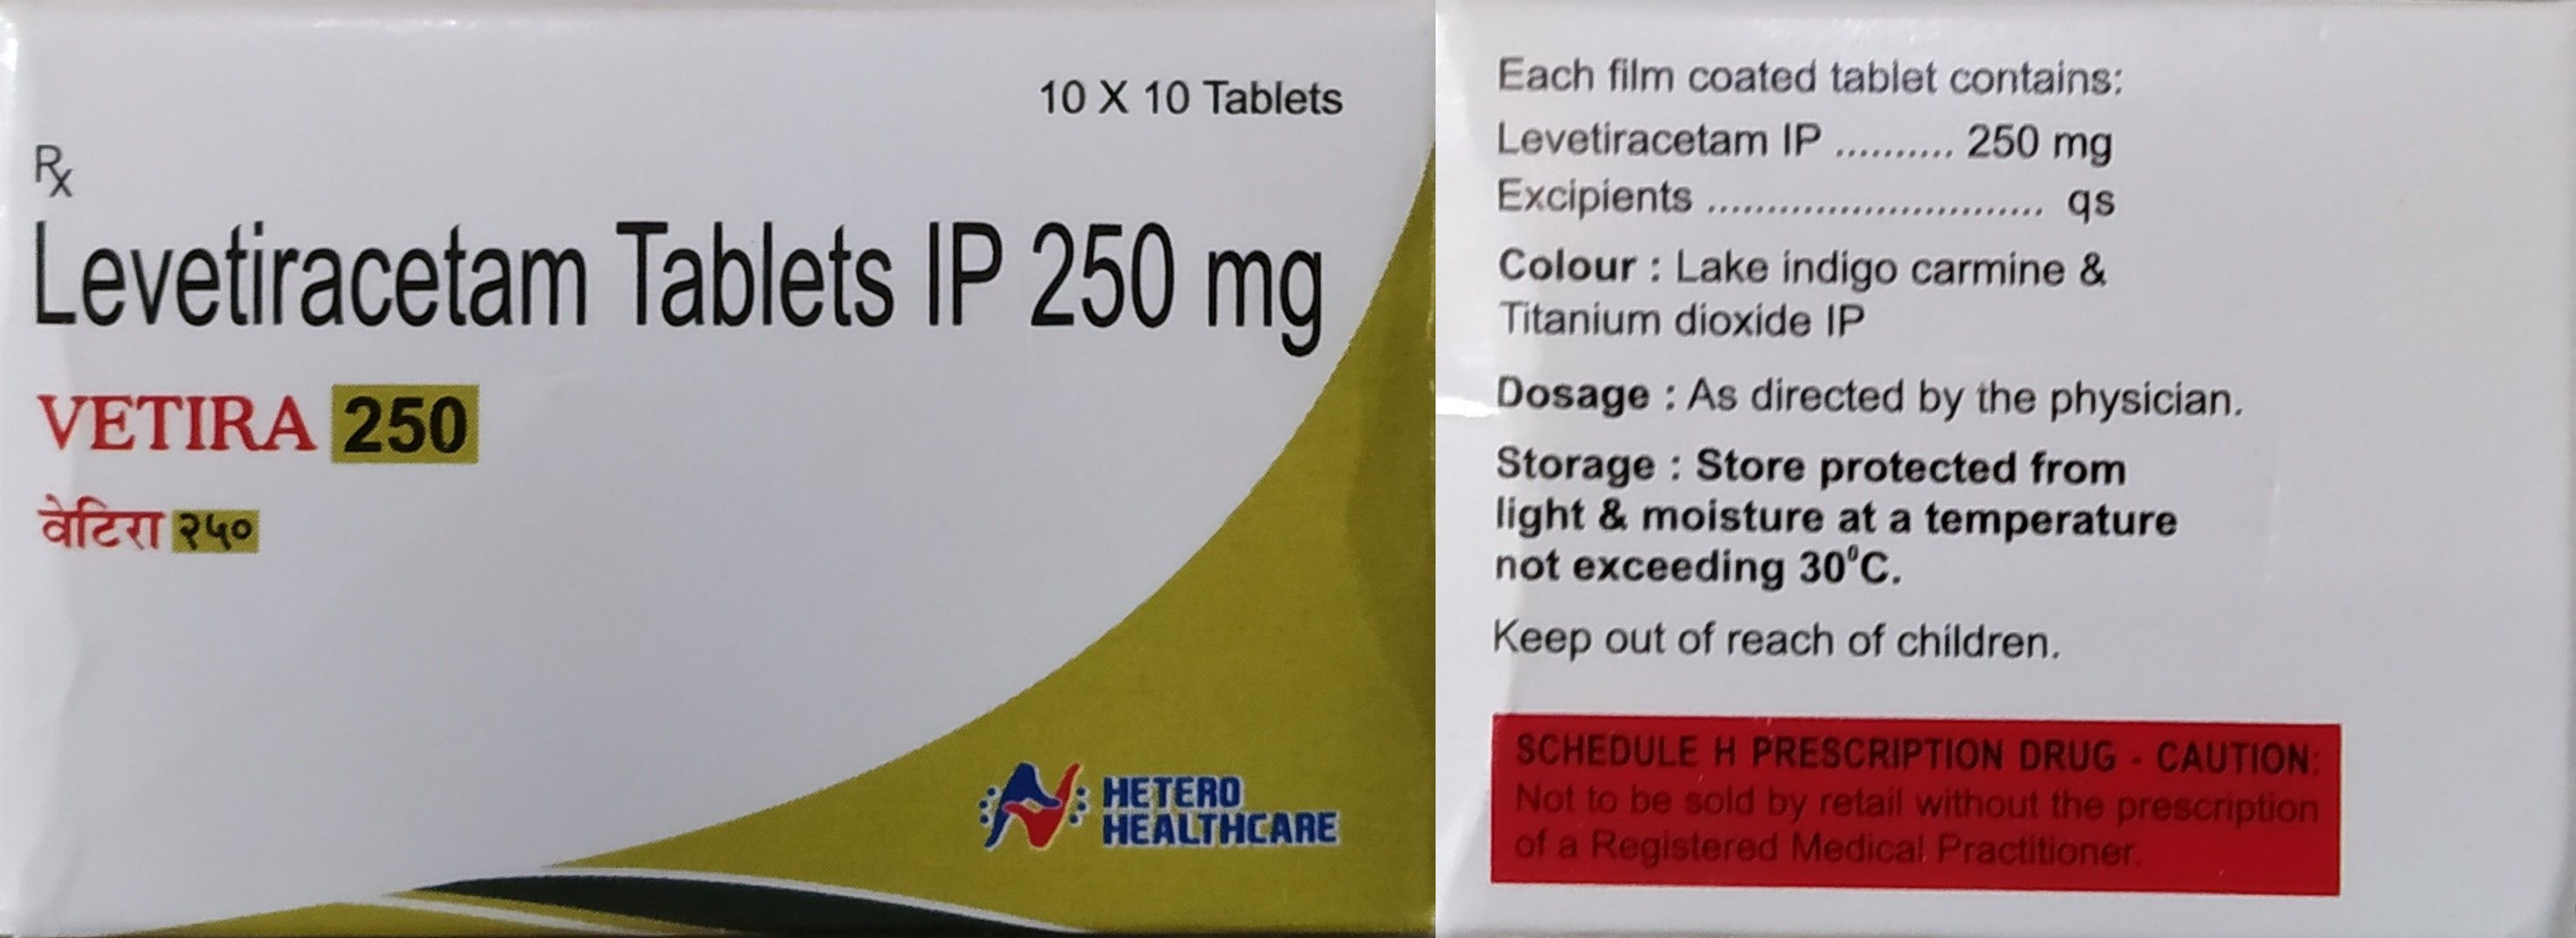 10 X 10 Tablets
Rx
Levetiracetam Tablets IP 250 mg
VETIRA 250
वेटिरा २५०
HETERO
HEALTHCARE
Each film coated tablet contains:
Levetiracetam IP .......... 250 mg
Excipients ............................ qs
Colour : Lake indigo carmine &
Titanium dioxide IP
Dosage : As directed by the physician.
Storage : Store protected from
light & moisture at a temperature
not exceeding 30⁰C.
Keep out of reach of children.
SCHEDULE H PRESCRIPTION DRUG - CAUTION:
Not to be sold by retail without the prescription
of a Registered Medical Practitioner.